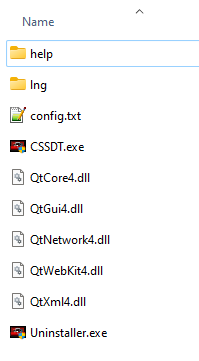 Name
help
lng
config.txt
CSSDT.exe
QtCore4.dll
QtGui4.dll
QtNetwork4.dll
QtWebKit4.dll
QtXml4.dll
Uninstaller.exe